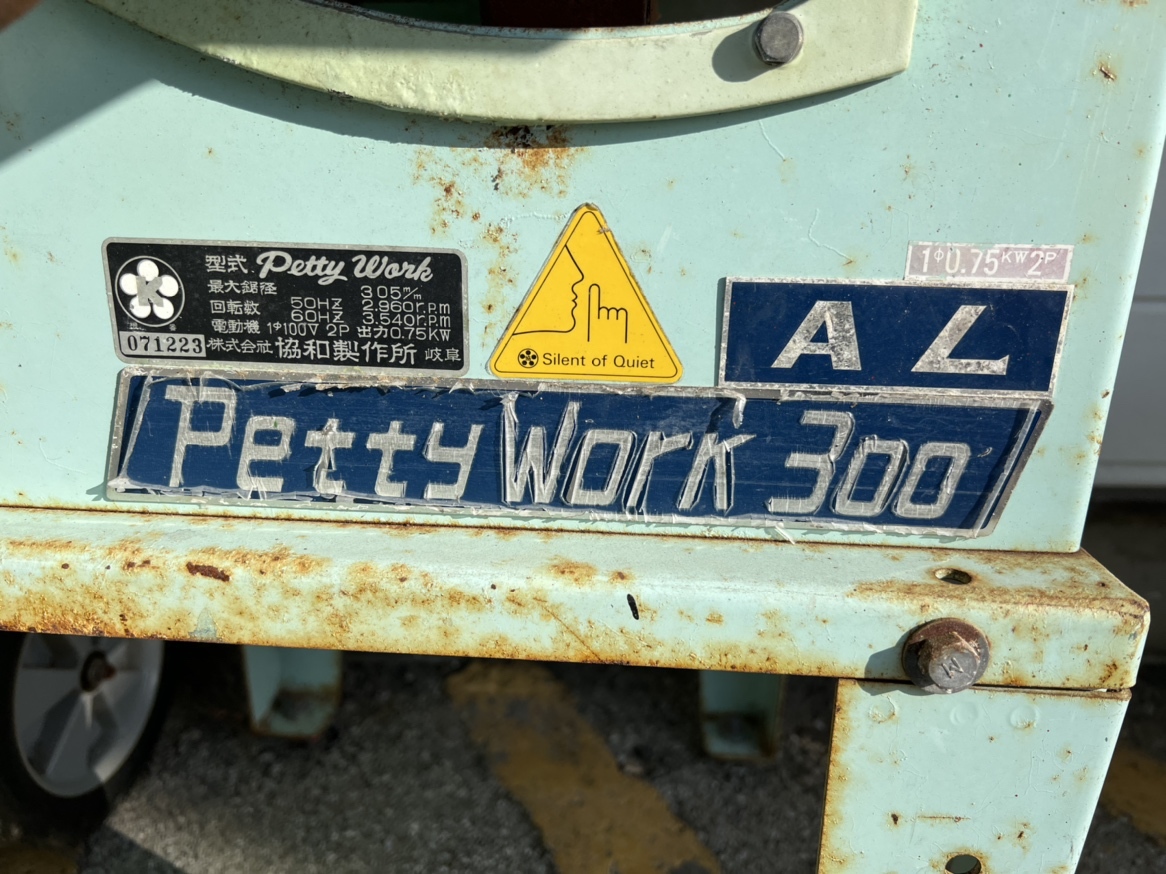 型式 Petty Work
最大鋸径 305m/m
回転数 50HZ 2.960r.p.m
60HZ 3.540r.p.m
電動機 1φ100V 2P 出力0.75KW
071223 株式会社 協和製作所 岐阜
K
Silent of Quiet
1φ0.75KW2P
AL
Petty Work 300
M